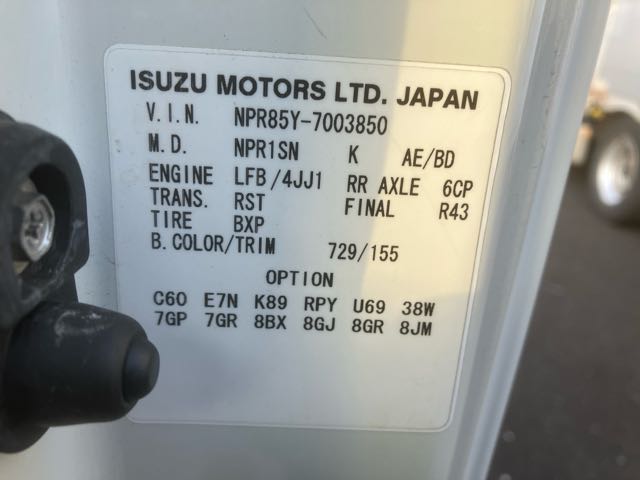 ISUZU MOTORS LTD. JAPAN
V.I.N. NPR85Y-7003850
M.D. NPR1SN K AE/BD
ENGINE LFB/4JJ1 RR AXLE 6CP
TRANS. RST FINAL R43
TIRE BXP
B.COLOR/TRIM 729/155
OPTION
C60 E7N K89 RPY U69 38W
7GP 7GR 8BX 8GJ 8GR 8JM